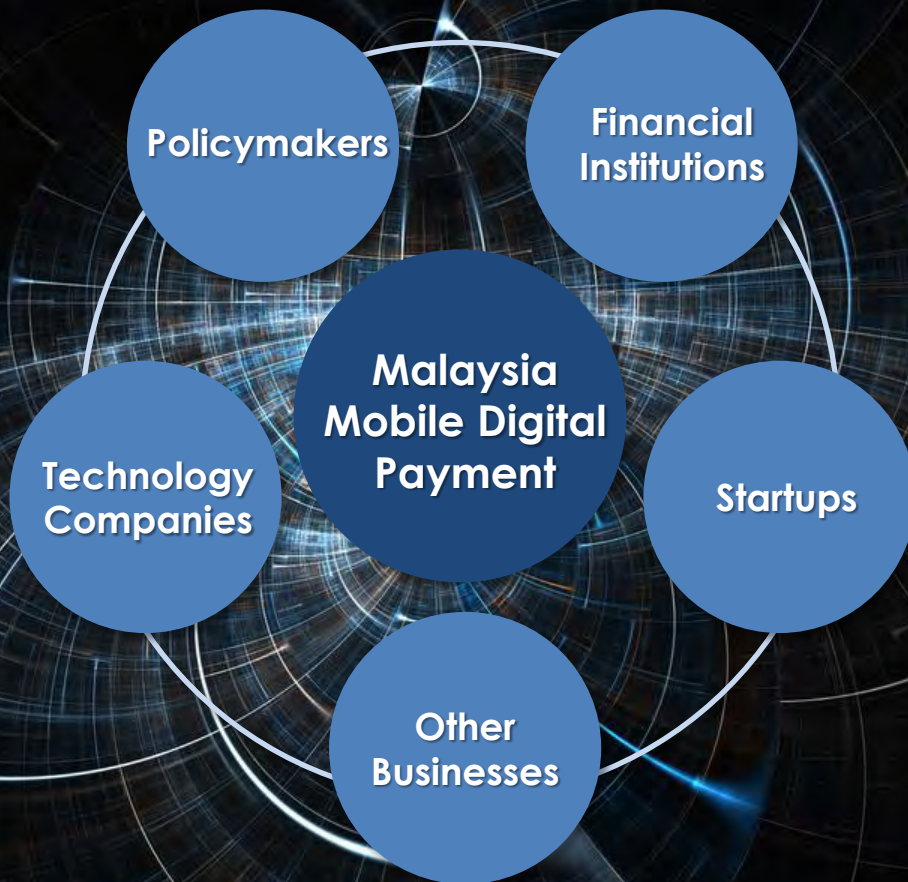 Policymakers
Financial
Institutions
Malaysia
Mobile Digital
Payment
Technology
Companies
Startups
Other
Businesses